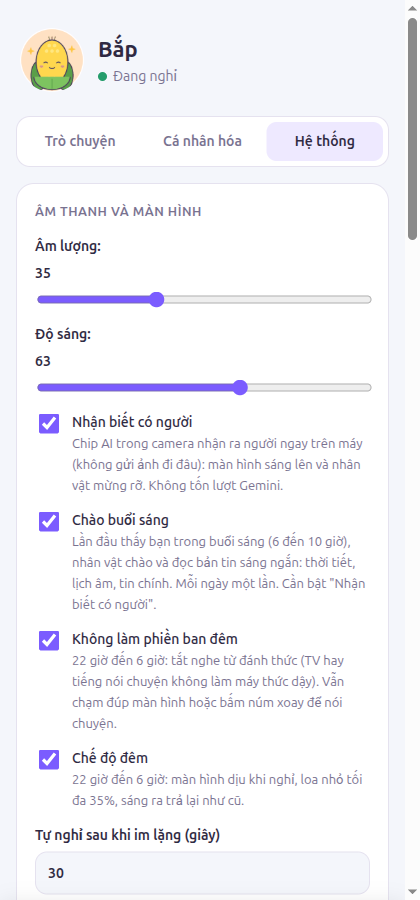 Bắp
Đang nghỉ
Trò chuyện
Cá nhân hóa
Hệ thống
ÂM THANH VÀ MÀN HÌNH
Âm lượng:
35
Độ sáng:
63
Nhận biết có người
Chip AI trong camera nhận ra người ngay trên máy
(không gửi ảnh đi đâu): màn hình sáng lên và nhân
vật mừng rỡ. Không tốn lượt Gemini.
Chào buổi sáng
Lần đầu thấy bạn trong buổi sáng (6 đến 10 giờ),
nhân vật chào và đọc bản tin sáng ngắn: thời tiết,
lịch âm, tin chính. Mỗi ngày một lần. Cần bật "Nhận
biết có người".
Không làm phiền ban đêm
22 giờ đến 6 giờ: tắt nghe từ đánh thức (TV hay
tiếng nói chuyện không làm máy thức dậy). Vẫn
chạm đúp màn hình hoặc bấm núm xoay để nói
chuyện.
Chế độ đêm
22 giờ đến 6 giờ: màn hình dịu khi nghỉ, loa nhỏ tối
đa 35%, sáng ra trả lại như cũ.
Tự nghỉ sau khi im lặng (giây)
30